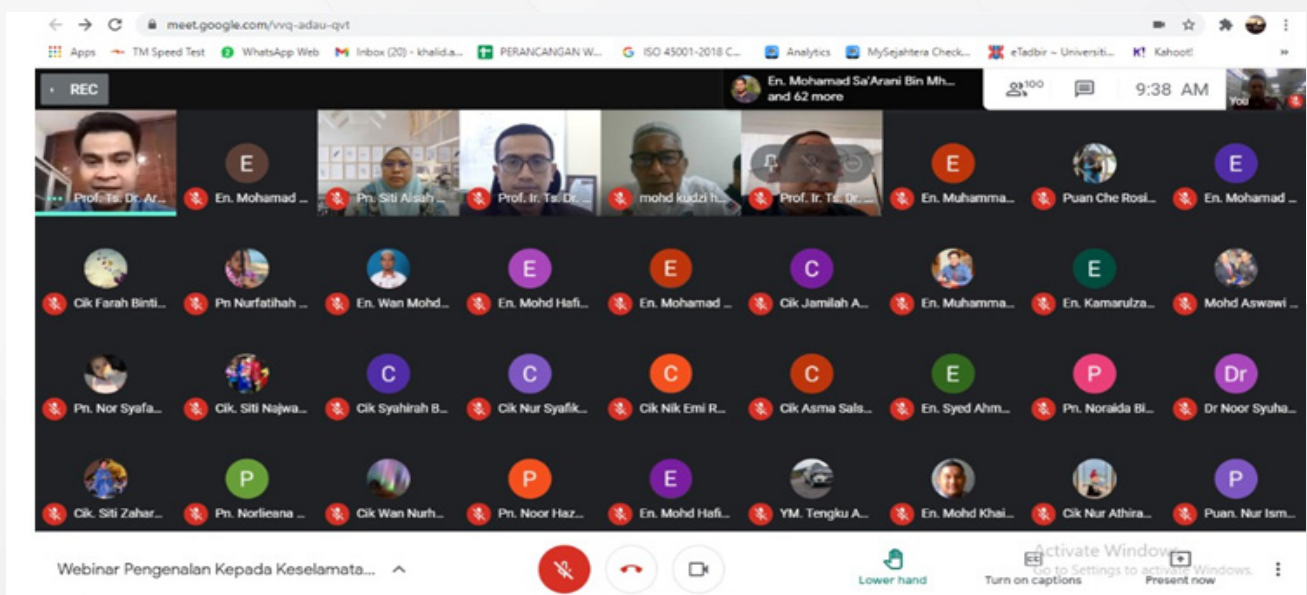 meet.google.com/vvq-adau-qvt
Apps TM Speed Test WhatsApp Web Inbox (20) - khalid.a... PERANCANGAN W... ISO 45001-2018 C... Analytics MySejahtera Check... eTadbir ~ Universiti... Kahoot! »
REC
En. Mohamad Sa'Arani Bin Mh...
and 62 more
100
9:38 AM
You
Prof. Ts. Dr. Ar... En. Mohamad ... Pn. Siti Aisah ... Prof. Ir. Ts. Dr. ... mohd kudzi h... Prof. Ir. Ts. Dr. ... En. Muhamma... Puan Che Rosi... En. Mohamad ...
E E E
Cik Farah Binti... Pn Nurfatihah ... En. Wan Mohd... En. Mohd Hafi... En. Mohamad ... Cik Jamilah A... En. Muhamma... En. Kamarulza... Mohd Aswawi ...
E E C E
Pn. Nor Syafa... Cik. Siti Najwa... Cik Syahirah B... Cik Nur Syafik... Cik Nik Emi R... Cik Asma Sals... En. Syed Ahm... Pn. Noraida Bi... Dr Noor Syuha...
C C C C E P Dr
Cik. Siti Zahar... Pn. Norlieana ... Cik Wan Nurh... Pn. Noor Haz... En. Mohd Hafi... YM. Tengku A... En. Mohd Khai... Cik Nur Athira... Puan. Nur Ism...
P P E P
Webinar Pengenalan Kepada Keselamata...
Lower hand
CC
Turn on captions
Present now
Activate Windows
Go to Settings to activate Windows.